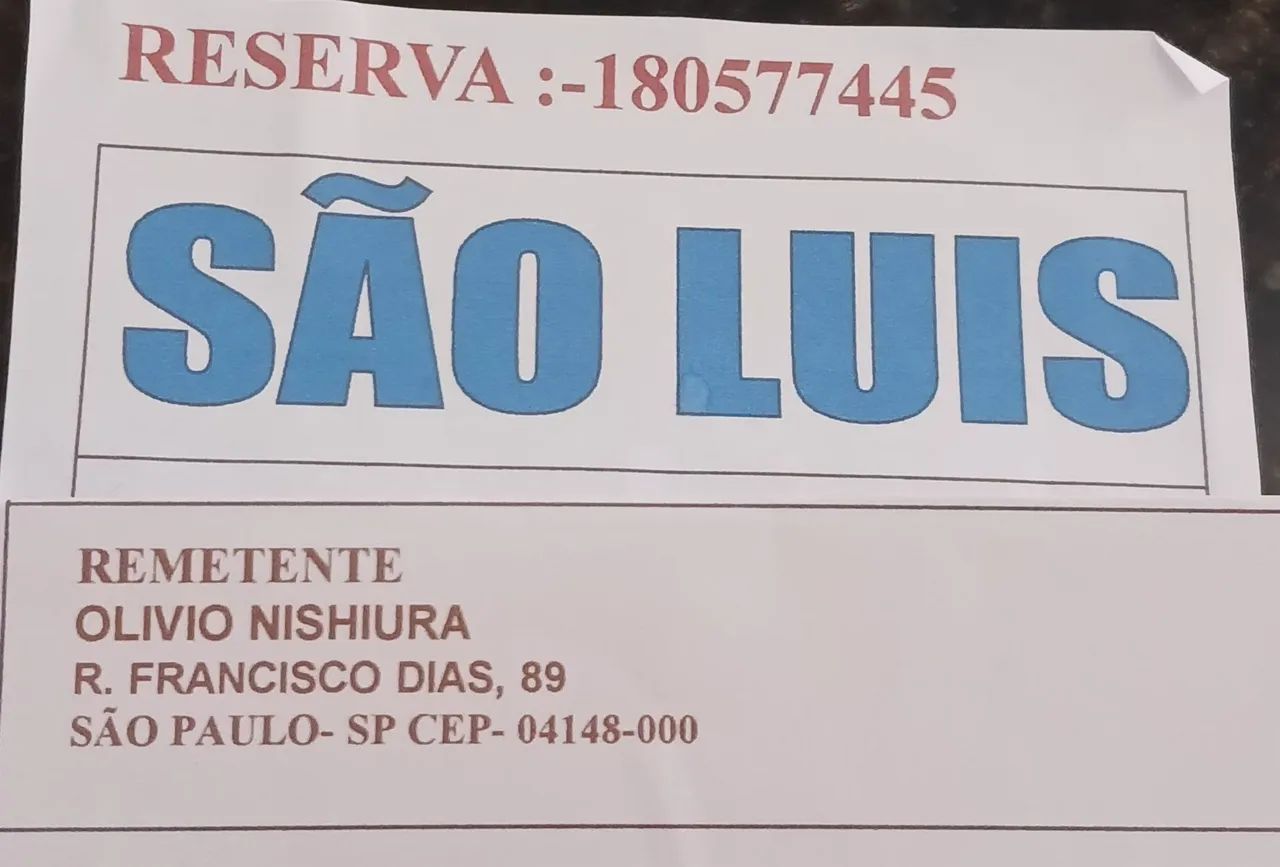 RESERVA :-180577445
SÃO LUIS
REMETENTE
OLIVIO NISHIURA
R. FRANCISCO DIAS, 89
SÃO PAULO- SP CEP- 04148-000